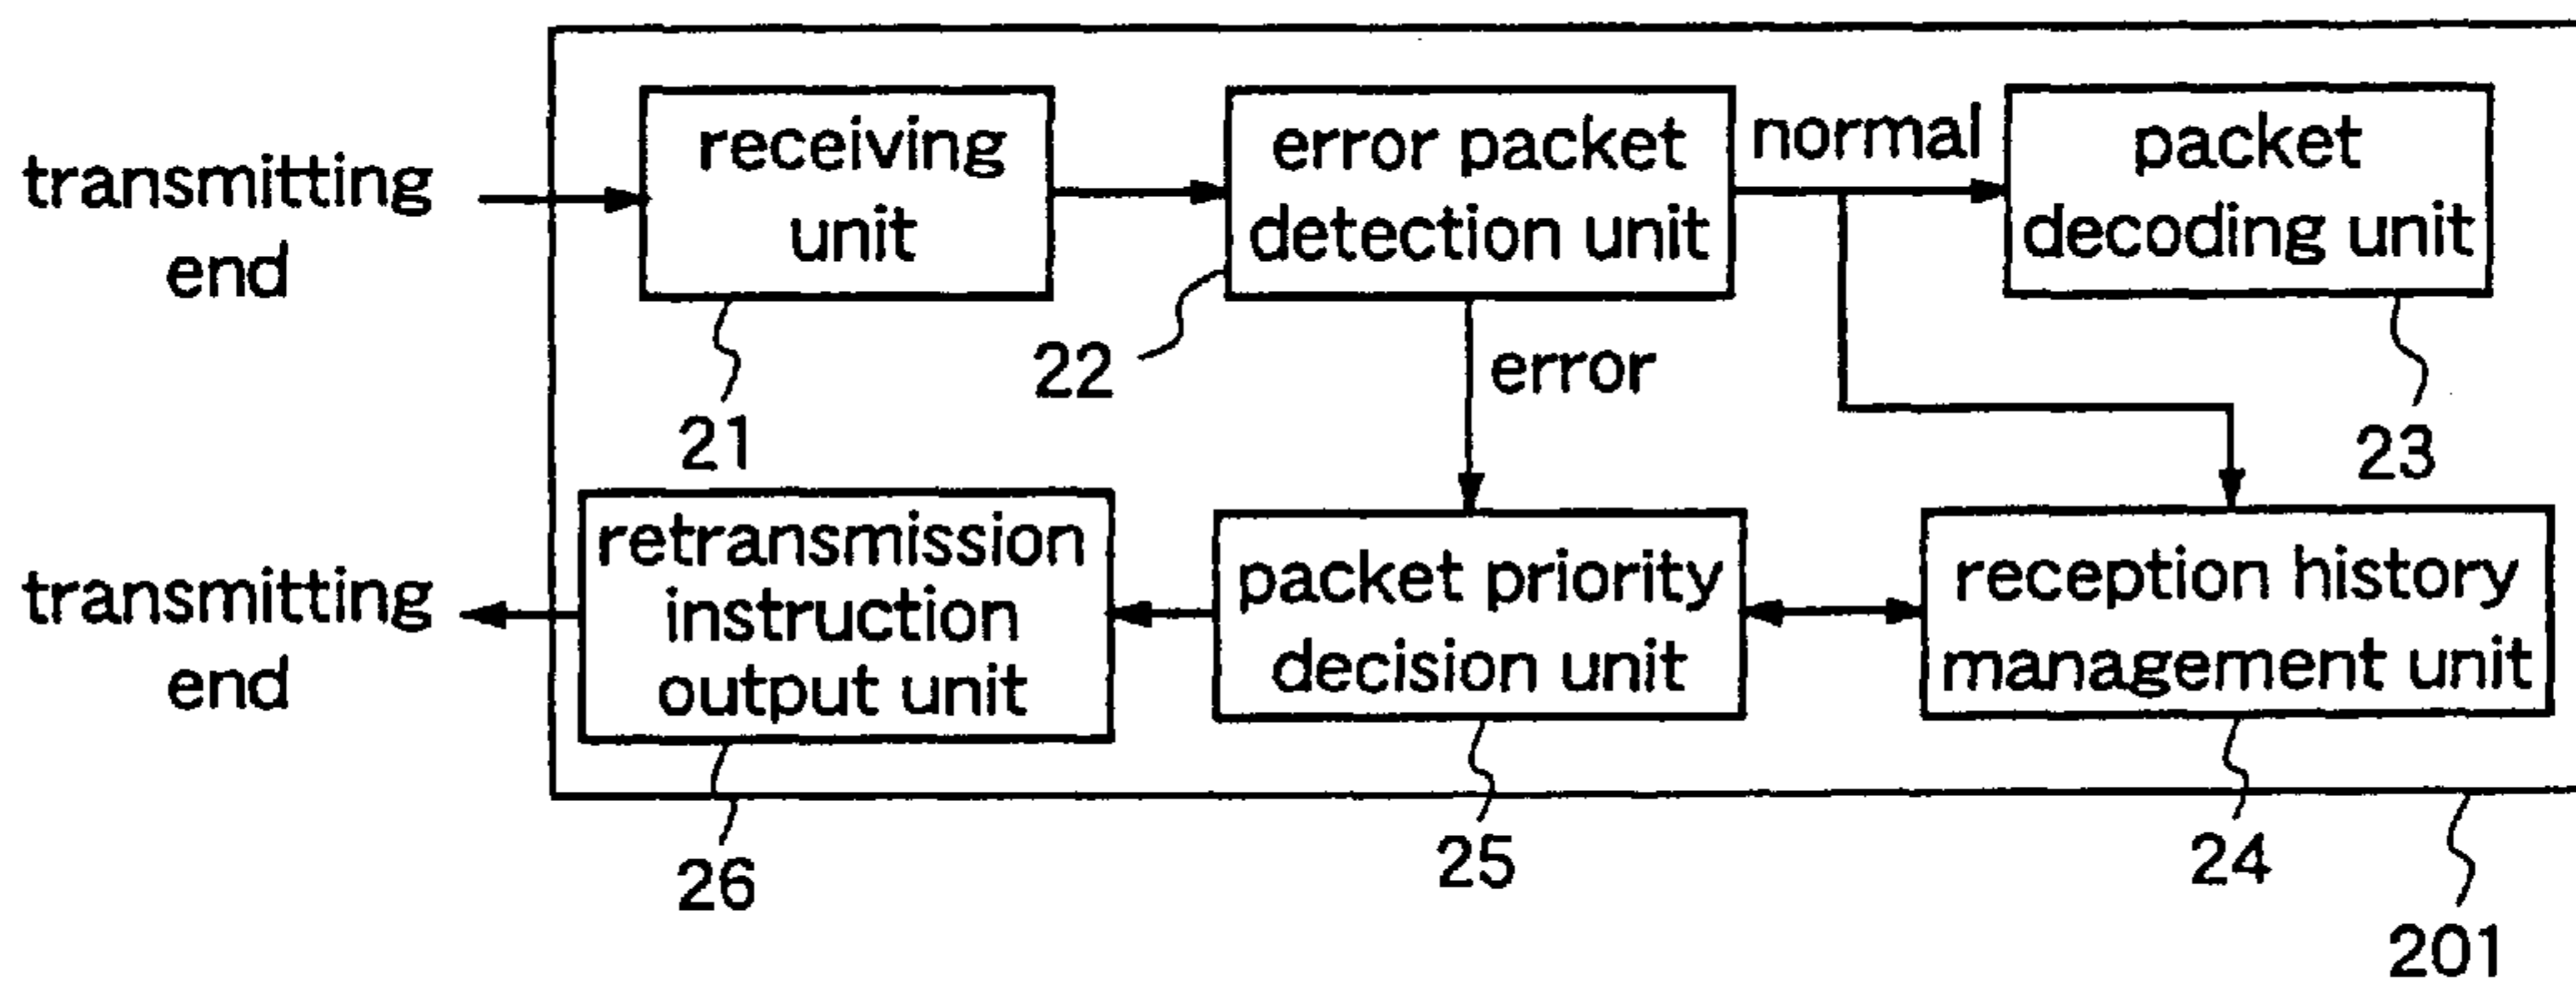 transmitting
end
receiving
unit
error packet
detection unit
normal
packet
decoding unit
21
22
error
23
transmitting
end
retransmission
instruction
output unit
packet priority
decision unit
reception history
management unit
26
25
24
201